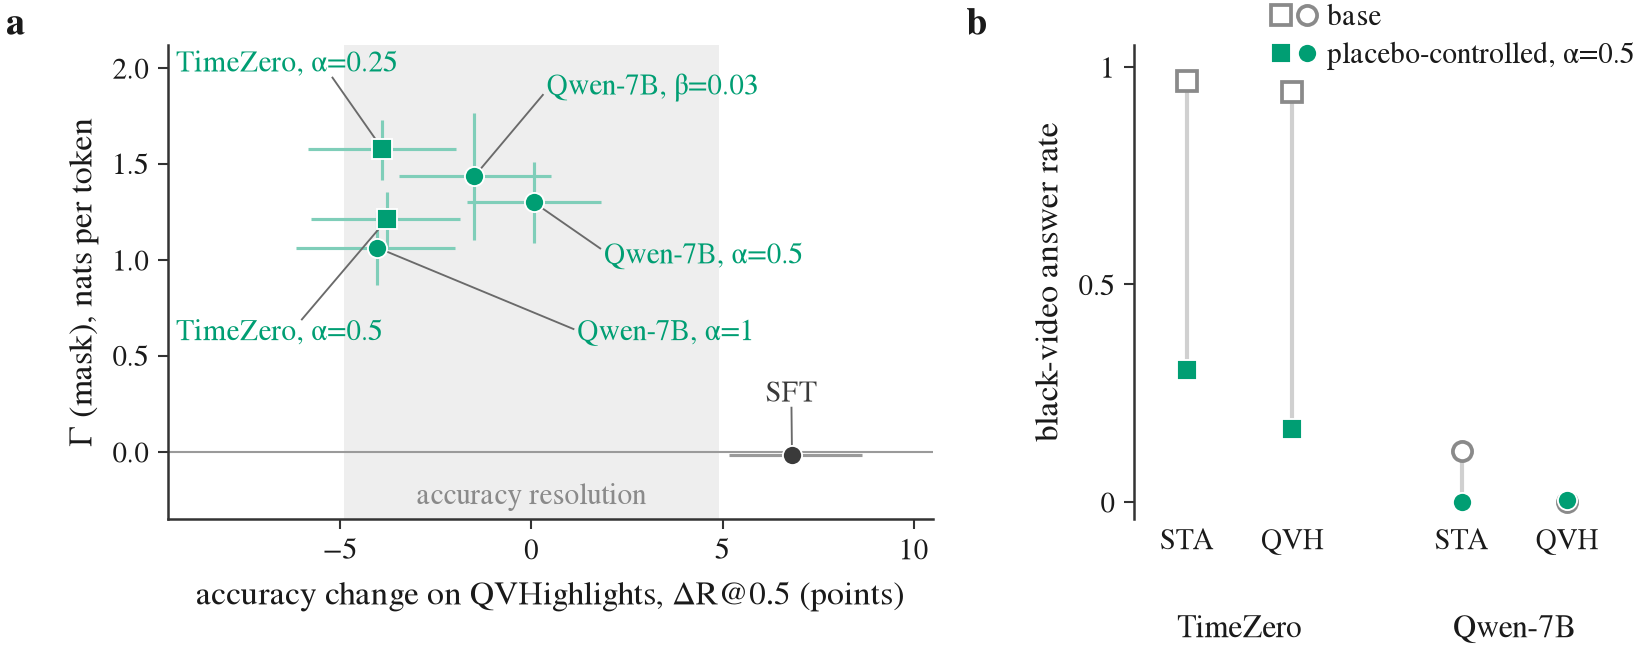 a
Γ (mask), nats per token
2.0
1.5
1.0
0.5
0.0
TimeZero, α=0.25
Qwen-7B, β=0.03
Qwen-7B, α=0.5
TimeZero, α=0.5
Qwen-7B, α=1
SFT
accuracy resolution
−5
0
5
10
accuracy change on QVHighlights, ΔR@0.5 (points)
b
base
placebo-controlled, α=0.5
black-video answer rate
1
0.5
0
STA
QVH
STA
QVH
TimeZero
Qwen-7B